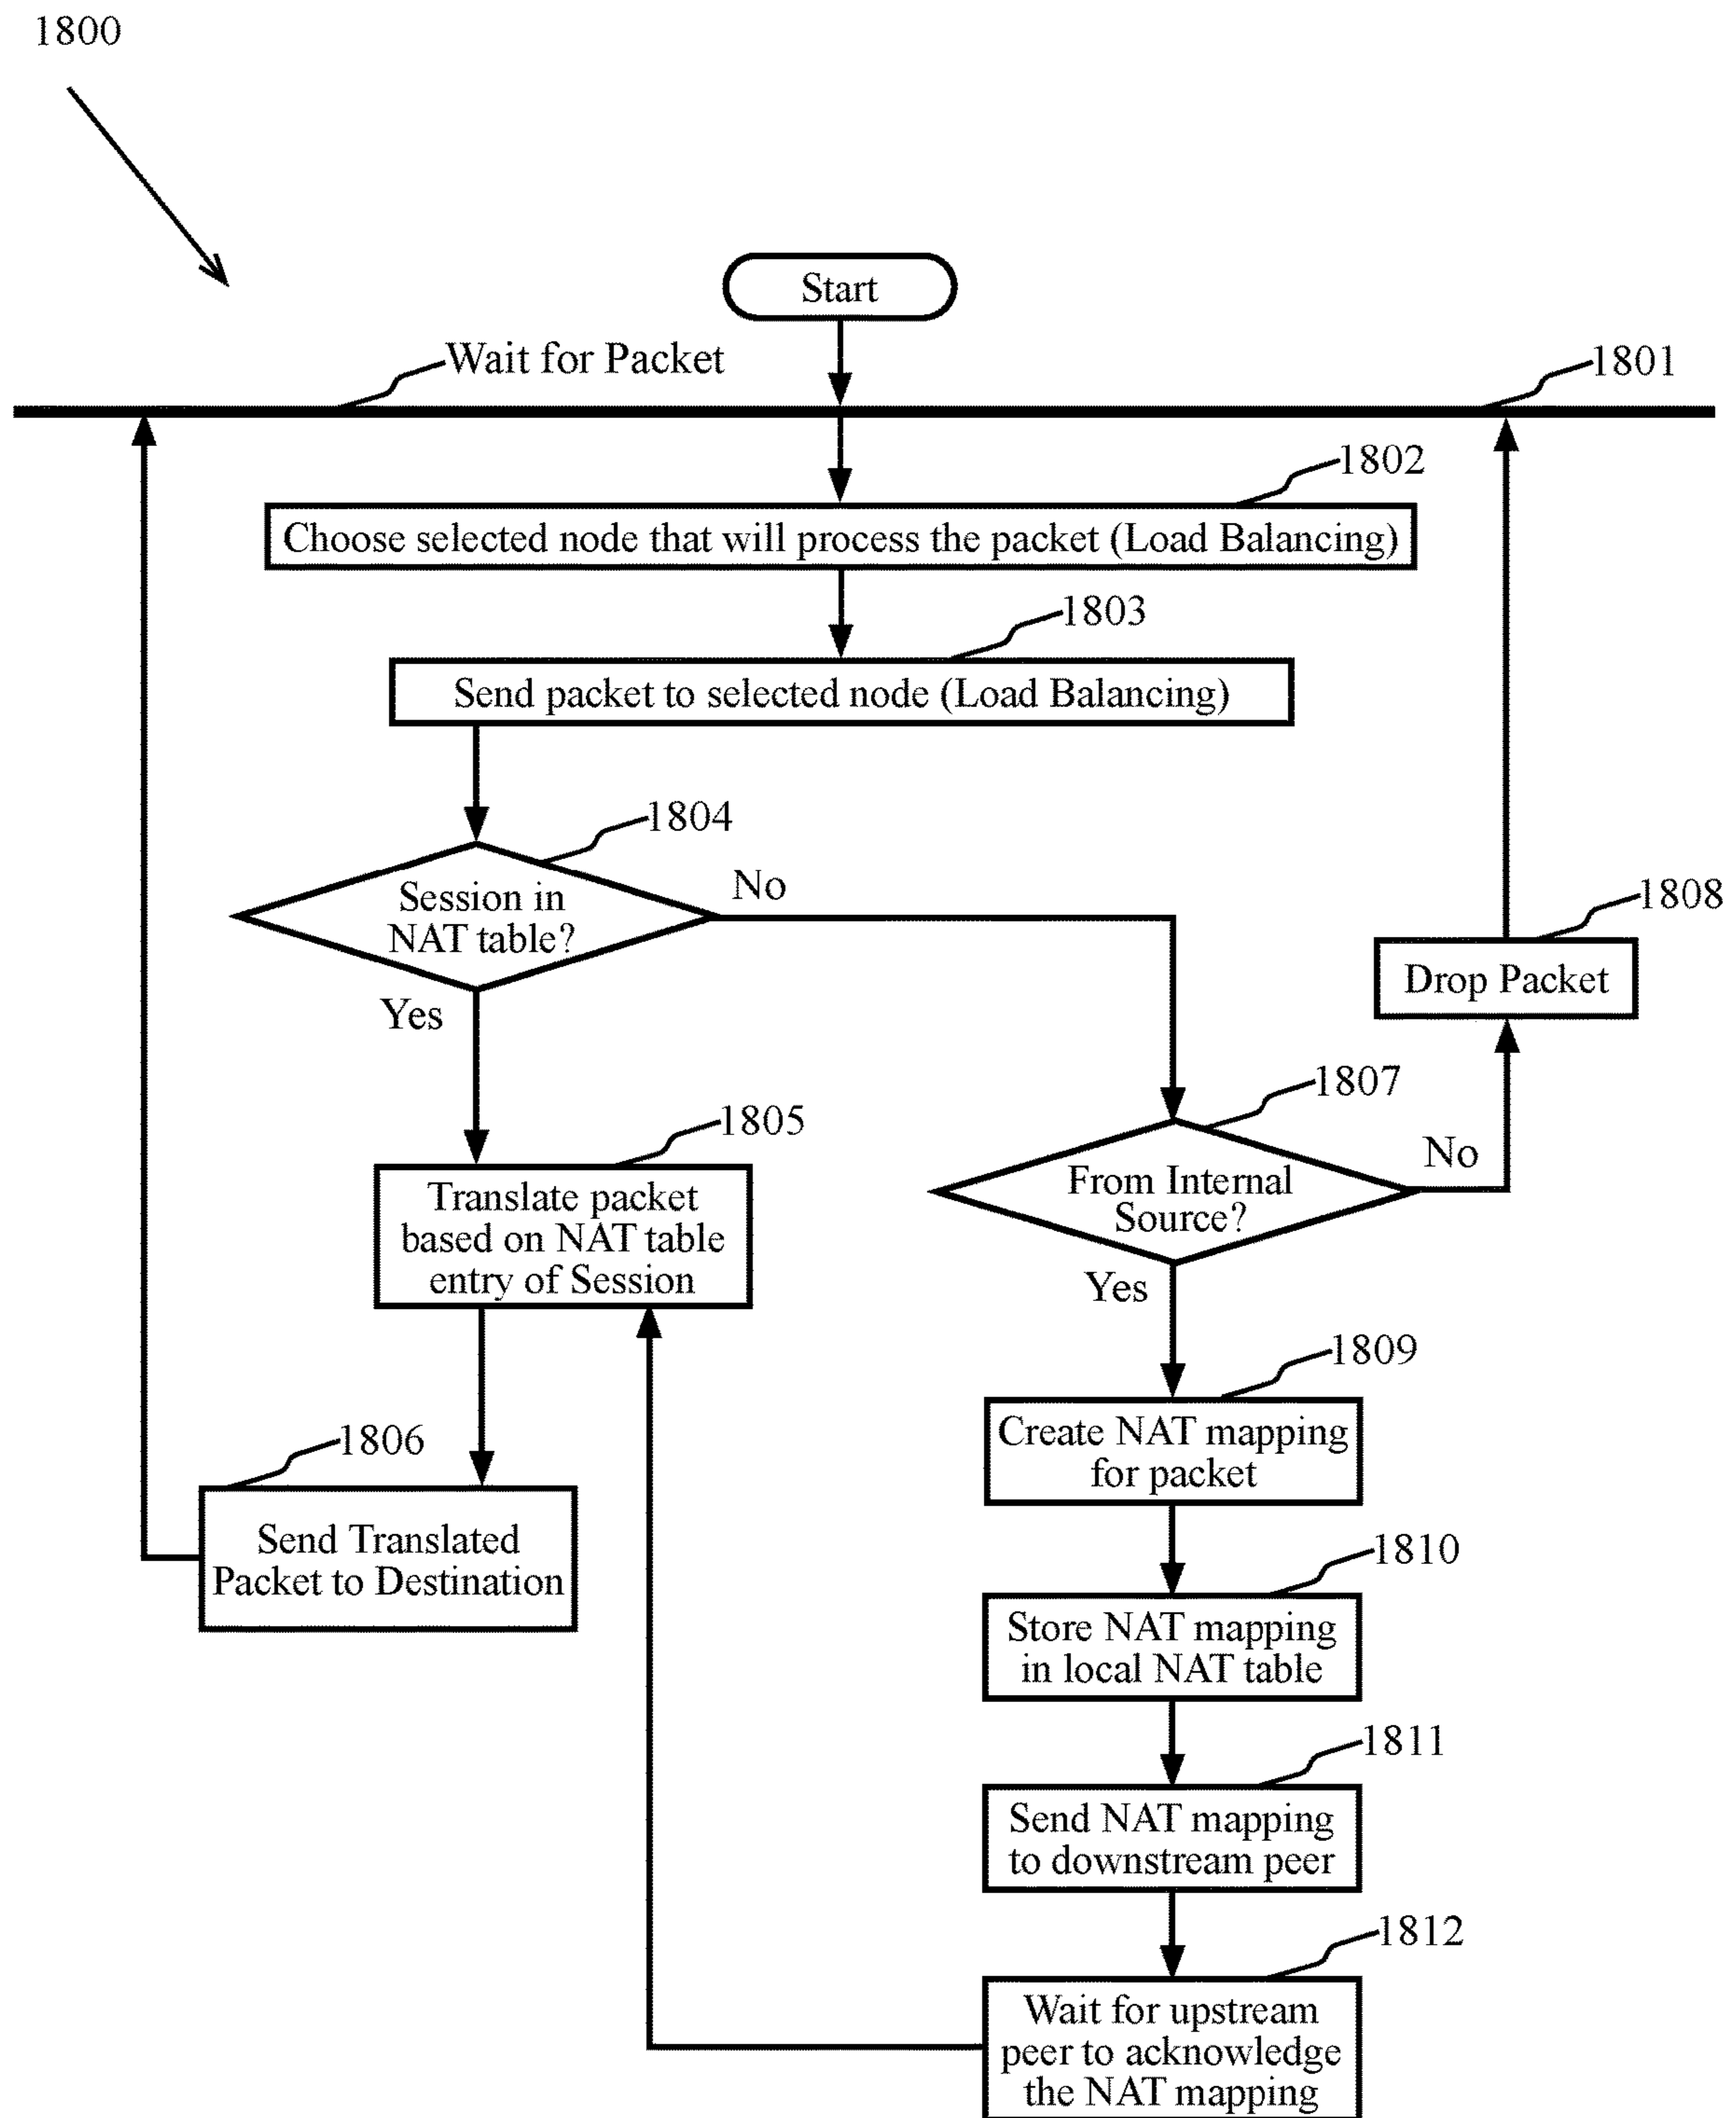 1800
Start
Wait for Packet
1801
1802
Choose selected node that will process the packet (Load Balancing)
1803
Send packet to selected node (Load Balancing)
1804
Session in
NAT table?
No
Yes
1808
Drop Packet
1807
From Internal
Source?
No
Yes
1805
Translate packet
based on NAT table
entry of Session
1806
Send Translated
Packet to Destination
1809
Create NAT mapping
for packet
1810
Store NAT mapping
in local NAT table
1811
Send NAT mapping
to downstream peer
1812
Wait for upstream
peer to acknowledge
the NAT mapping